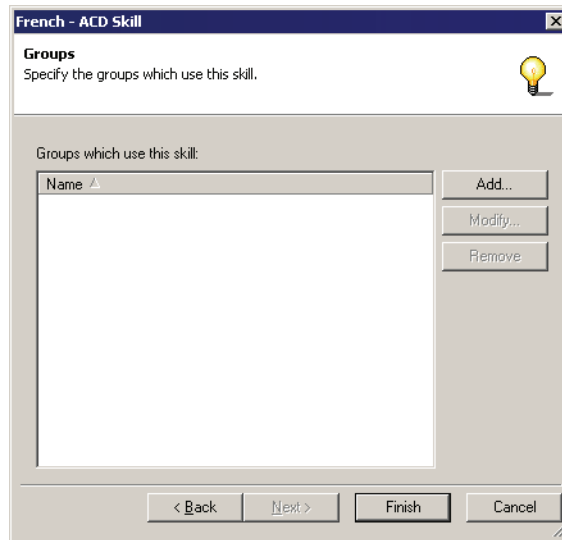 French - ACD Skill
Groups
Specify the groups which use this skill.
Groups which use this skill:
Name
Add...
Modify...
Remove
< Back
Next >
Finish
Cancel